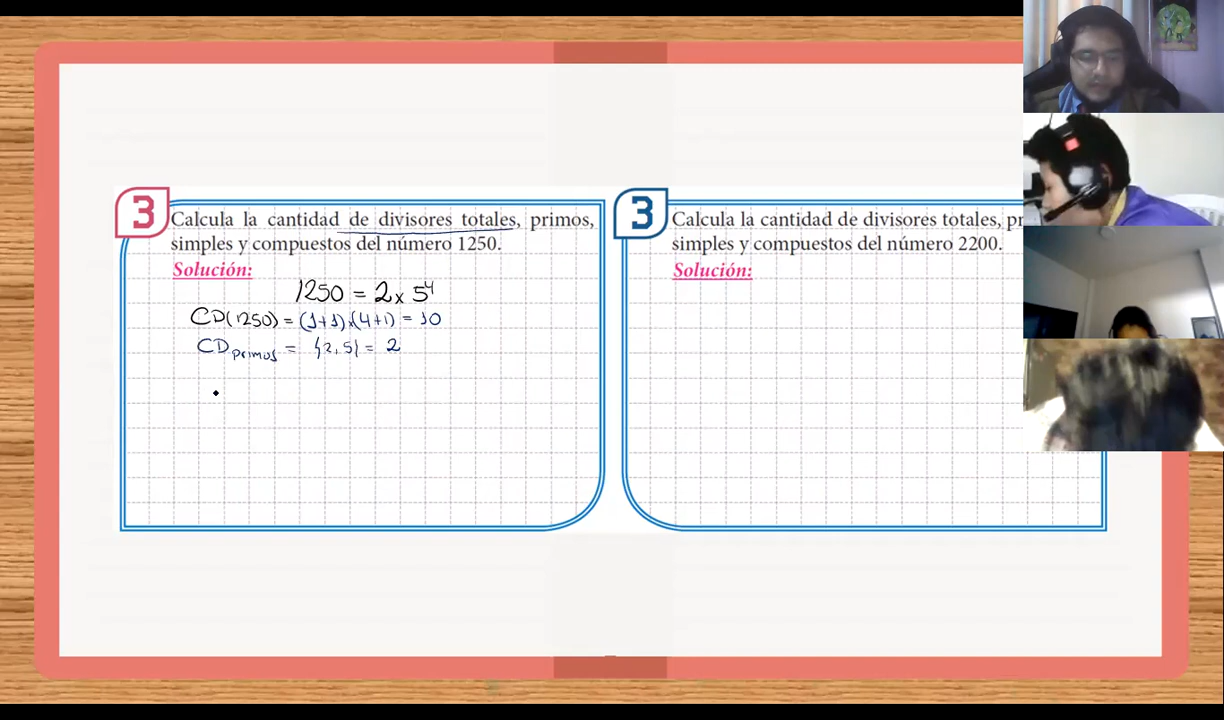 3
Calcula la cantidad de divisores totales, primos,
simples y compuestos del número 1250.
Solución:
1250 = 2 x 5⁴
CD(1250) = (1+1)x(4+1) = 10
CD primos = {2,5} = 2
3
Calcula la cantidad de divisores totales, pr
simples y compuestos del número 2200.
Solución: